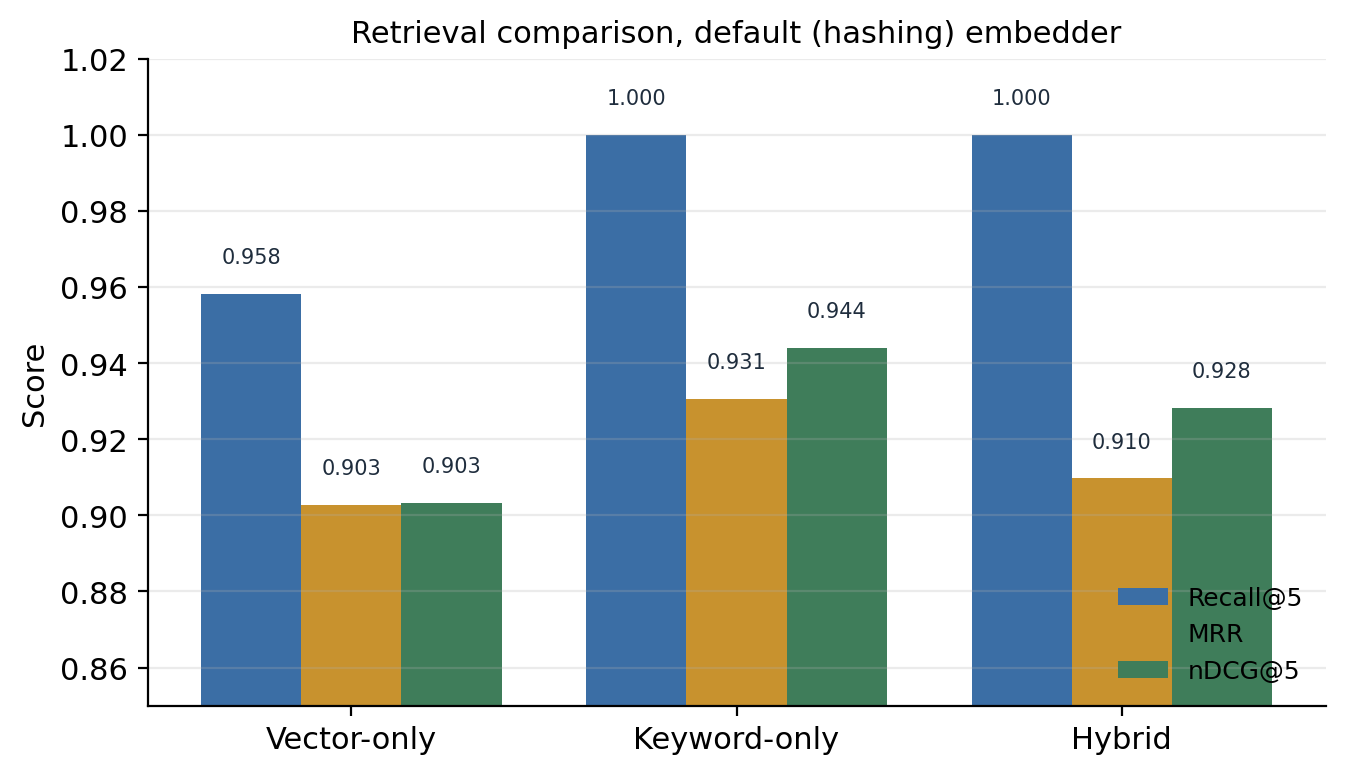 Retrieval comparison, default (hashing) embedder
1.02
1.00
0.98
0.96
0.94
0.92
0.90
0.88
0.86
Score
0.958
0.903
0.903
1.000
0.931
0.944
1.000
0.910
0.928
Recall@5
MRR
nDCG@5
Vector-only
Keyword-only
Hybrid